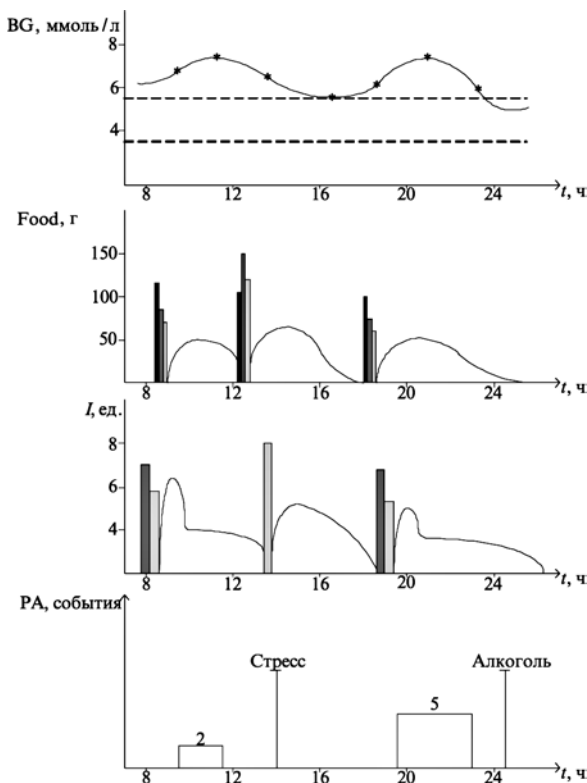 BG, ммоль/л
8
6
4
8 12 16 20 24 t, ч
Food, г
150
100
50
8 12 16 20 24 t, ч
I, ед.
8
6
4
8 12 16 20 24 t, ч
PA, события
Стресс Алкоголь
2 5
8 12 16 20 24 t, ч